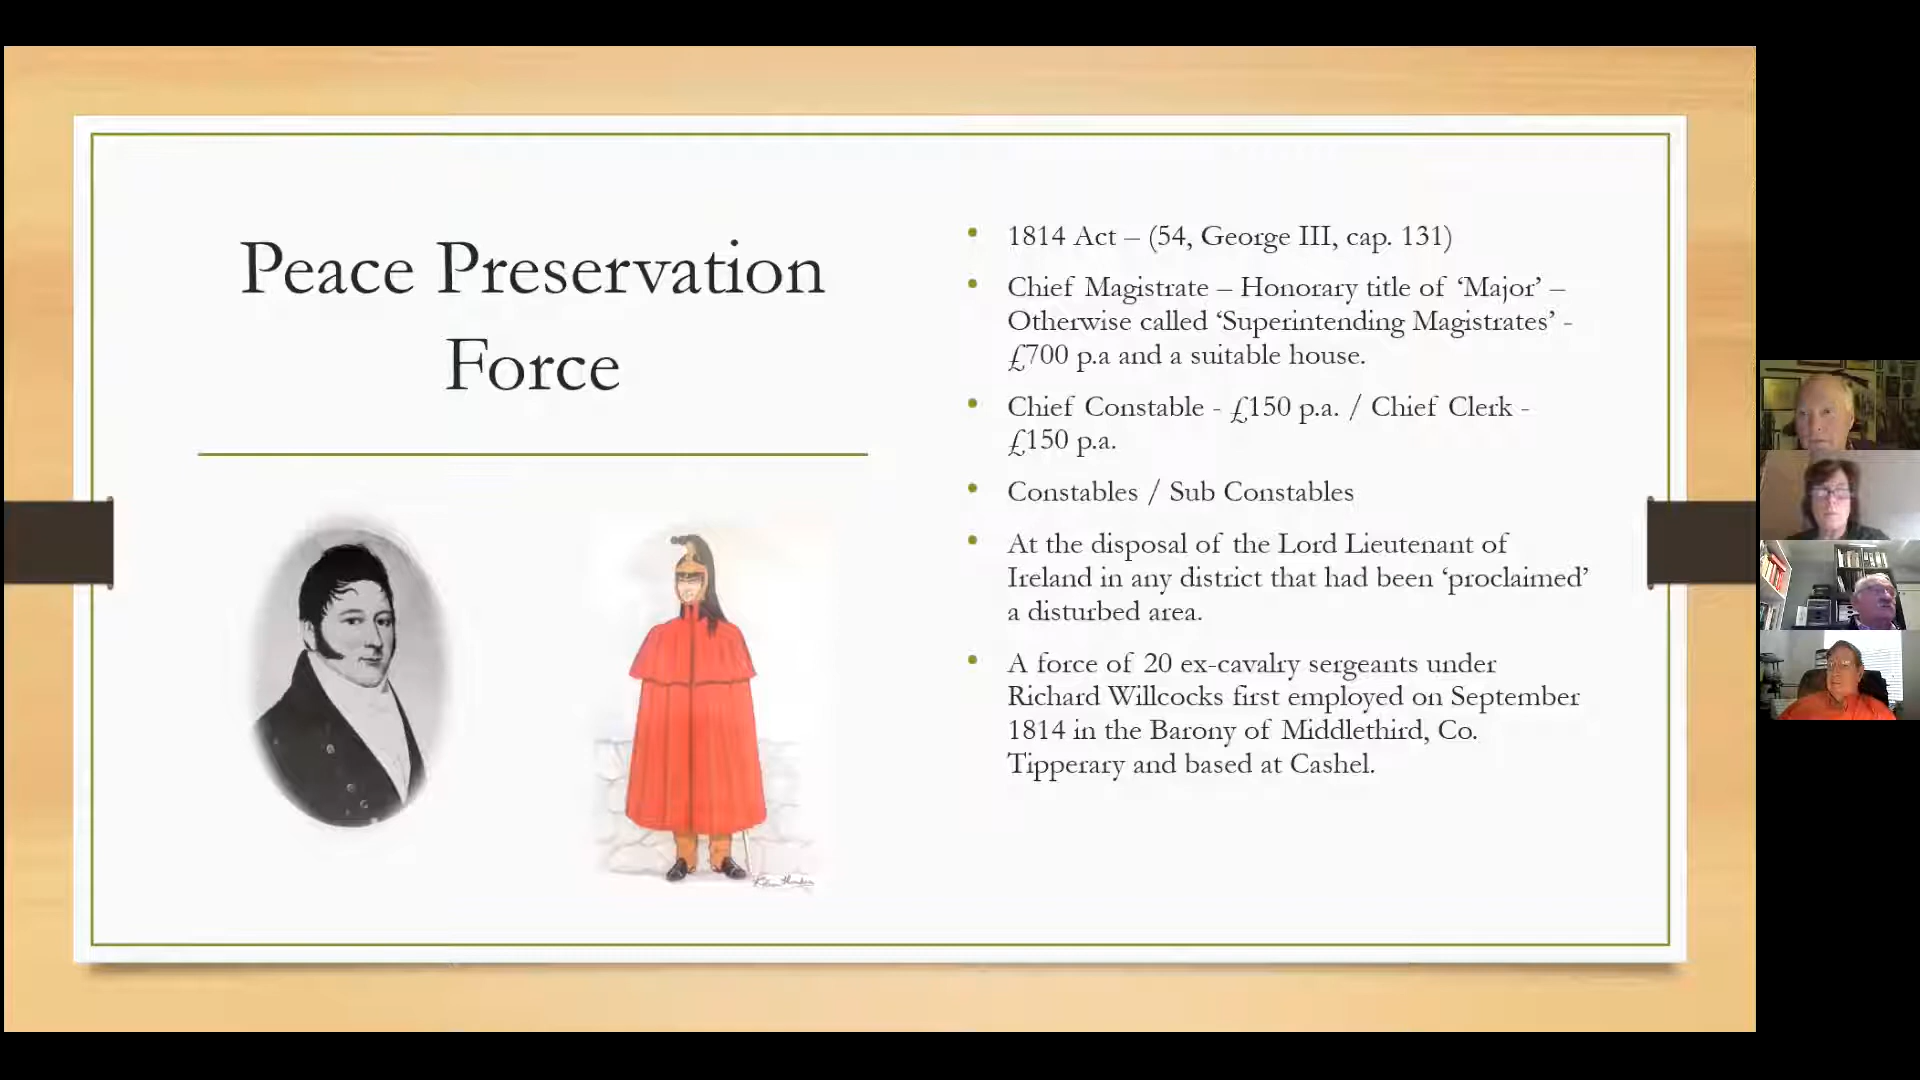 Peace Preservation
Force
• 1814 Act – (54, George III, cap. 131)
• Chief Magistrate – Honorary title of ‘Major’ –
Otherwise called ‘Superintending Magistrates’ -
£700 p.a and a suitable house.
• Chief Constable - £150 p.a. / Chief Clerk -
£150 p.a.
• Constables / Sub Constables
• At the disposal of the Lord Lieutenant of
Ireland in any district that had been ‘proclaimed’
a disturbed area.
• A force of 20 ex-cavalry sergeants under
Richard Willcocks first employed on September
1814 in the Barony of Middlethird, Co.
Tipperary and based at Cashel.